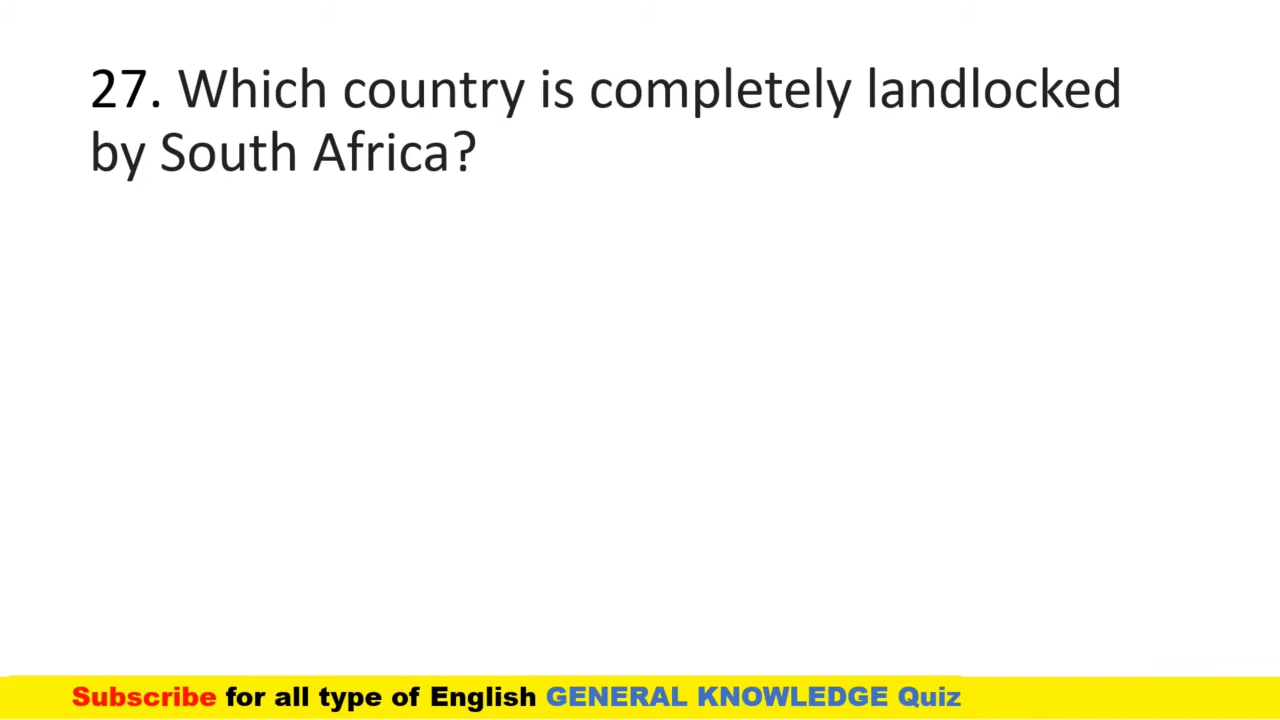 27. Which country is completely landlocked
by South Africa?
Subscribe for all type of English GENERAL KNOWLEDGE Quiz